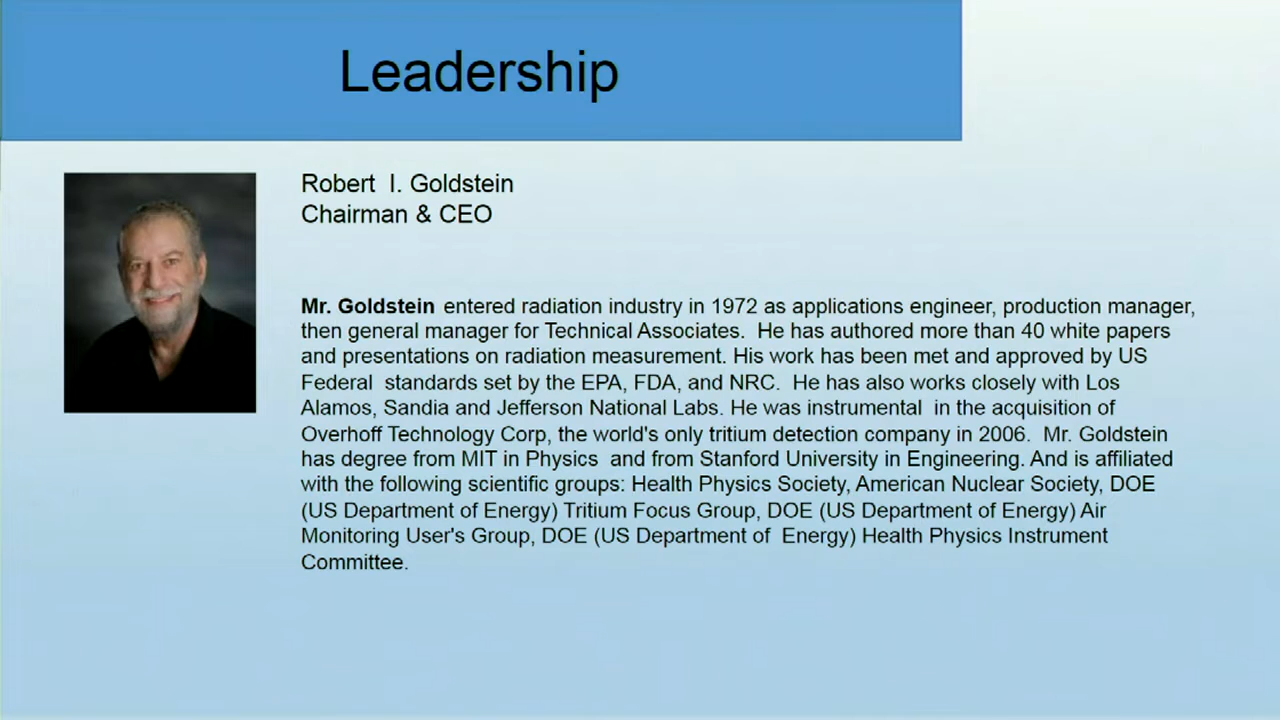 Leadership
Robert I. Goldstein
Chairman & CEO
Mr. Goldstein entered radiation industry in 1972 as applications engineer, production manager,
then general manager for Technical Associates. He has authored more than 40 white papers
and presentations on radiation measurement. His work has been met and approved by US
Federal standards set by the EPA, FDA, and NRC. He has also works closely with Los
Alamos, Sandia and Jefferson National Labs. He was instrumental in the acquisition of
Overhoff Technology Corp, the world's only tritium detection company in 2006. Mr. Goldstein
has degree from MIT in Physics and from Stanford University in Engineering. And is affiliated
with the following scientific groups: Health Physics Society, American Nuclear Society, DOE
(US Department of Energy) Tritium Focus Group, DOE (US Department of Energy) Air
Monitoring User's Group, DOE (US Department of Energy) Health Physics Instrument
Committee.